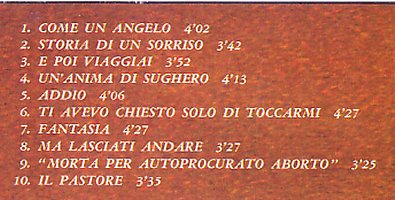 1. COME UN ANGELO 4'02
2. STORIA DI UN SORRISO 3'42
3. E POI VIAGGIAI 3'52
4. UN'ANIMA DI SUGHERO 4'13
5. ADDIO 4'06
6. TI AVEVO CHIESTO SOLO DI TOCCARMI 4'27
7. FANTASIA 4'27
8. MA LASCIATI ANDARE 3'27
9. "MORTA PER AUTOPROCURATO ABORTO" 3'25
10. IL PASTORE 3'35